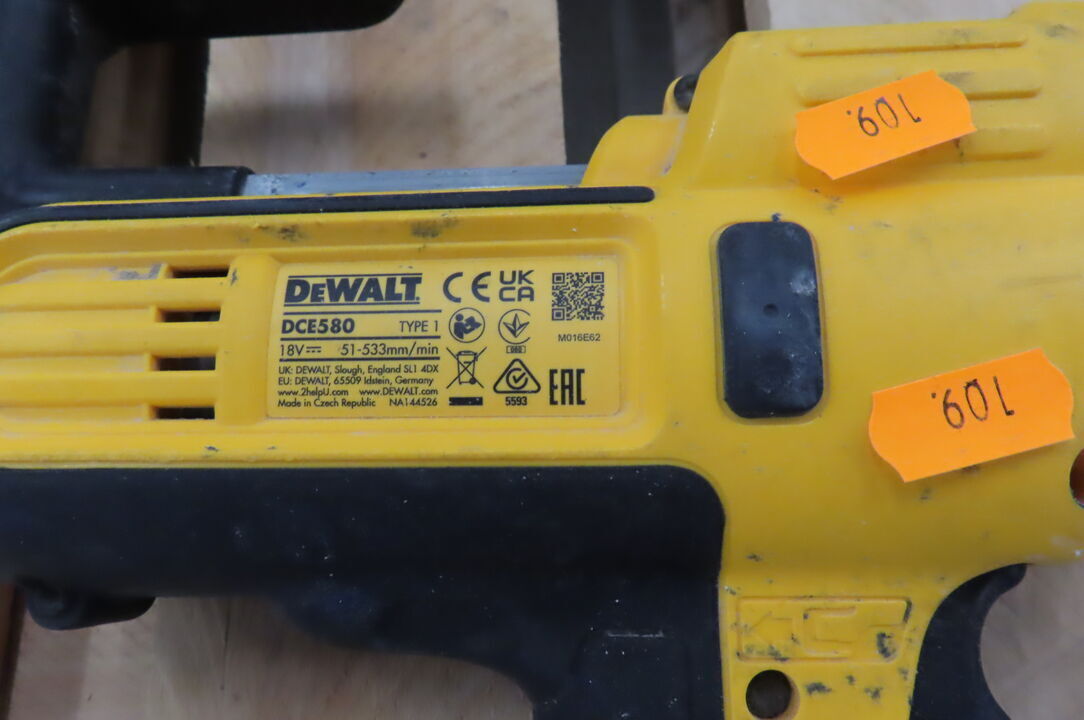 109.
DEWALT
CE UK
CA
DCE580 TYPE 1
M016E62
18V⎓ 51-533mm/min
UK: DEWALT, Slough, England SL1 4DX
EU: DEWALT, 65509 Idstein, Germany
www.2helpU.com www.DEWALT.com
Made in Czech Republic NA144526
5593
EAC
109.